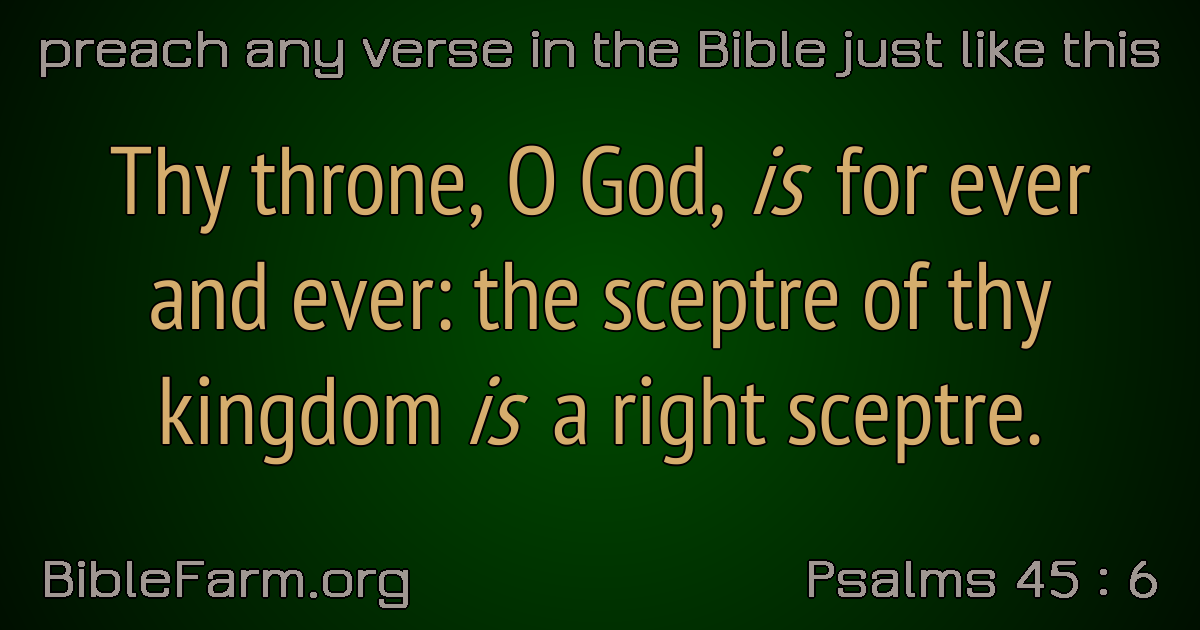 preach any verse in the Bible just like this
Thy throne, O God, is for ever
and ever: the sceptre of thy
kingdom is a right sceptre.
BibleFarm.org
Psalms 45 : 6